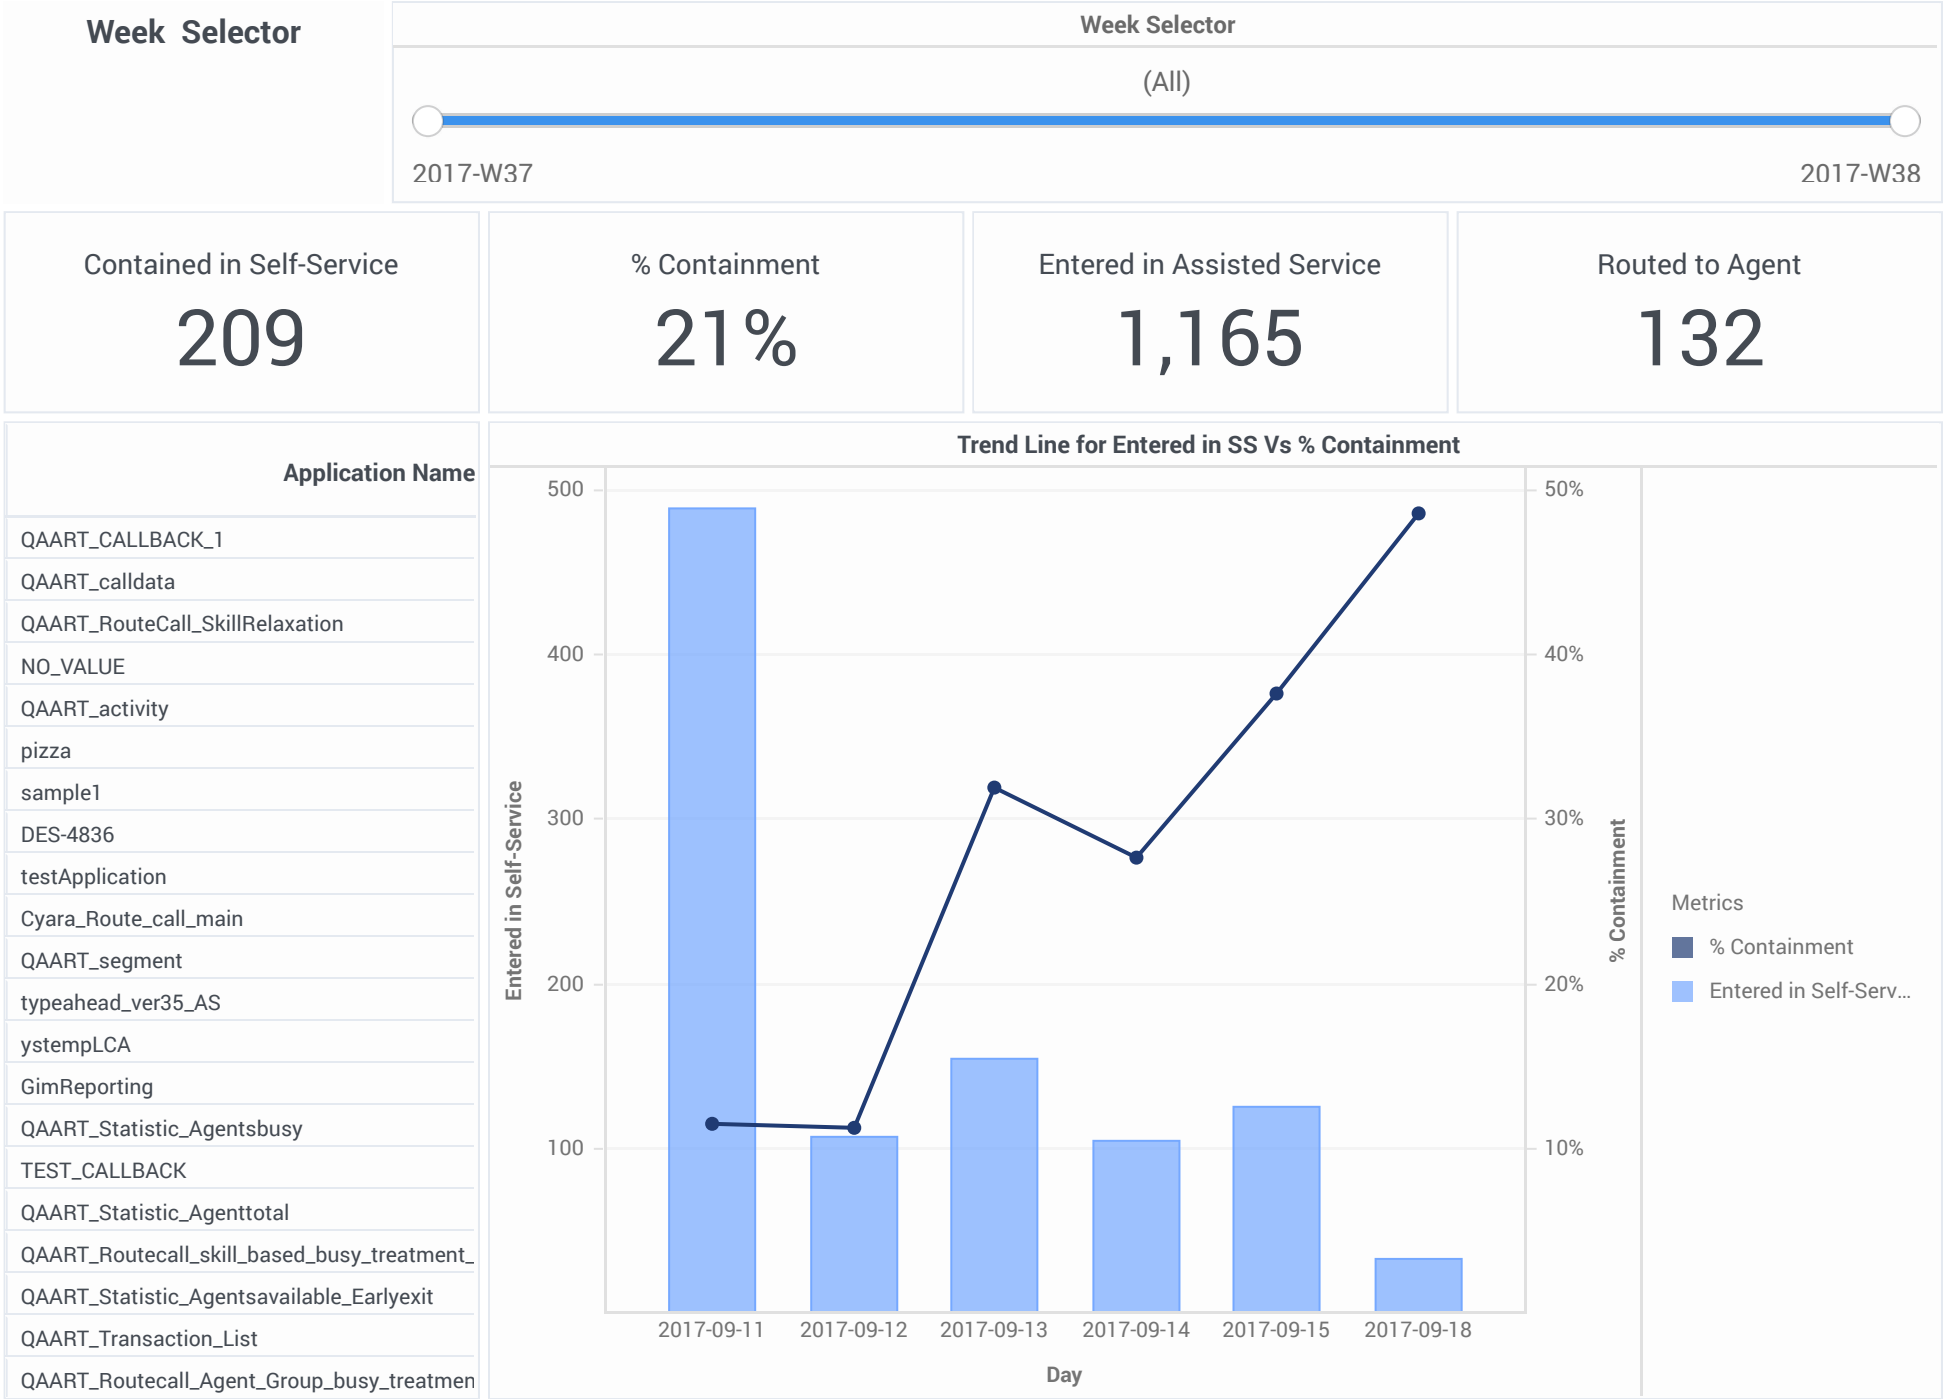 Week Selector
Week Selector
(All)
2017-W37
2017-W38
Contained in Self-Service
209
% Containment
21%
Entered in Assisted Service
1,165
Routed to Agent
132
Application Name
QAART_CALLBACK_1
QAART_calldata
QAART_RouteCall_SkillRelaxation
NO_VALUE
QAART_activity
pizza
sample1
DES-4836
testApplication
Cyara_Route_call_main
QAART_segment
typeahead_ver35_AS
ystempLCA
GimReporting
QAART_Statistic_Agentsbusy
TEST_CALLBACK
QAART_Statistic_Agenttotal
QAART_Routecall_skill_based_busy_treatment_
QAART_Statistic_Agentsavailable_Earlyexit
QAART_Transaction_List
QAART_Routecall_Agent_Group_busy_treatmen
Trend Line for Entered in SS Vs % Containment
Entered in Self-Service
500
400
300
200
100
50%
40%
30%
20%
10%
% Containment
2017-09-11
2017-09-12
2017-09-13
2017-09-14
2017-09-15
2017-09-18
Day
Metrics
% Containment
Entered in Self-Serv...